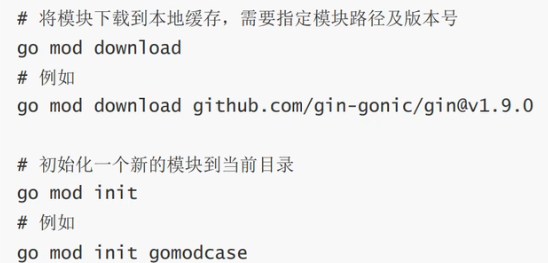 # 将模块下载到本地缓存，需要指定模块路径及版本号
go mod download
# 例如
go mod download github.com/gin-gonic/gin@v1.9.0
# 初始化一个新的模块到当前目录
go mod init
# 例如
go mod init gomodcase